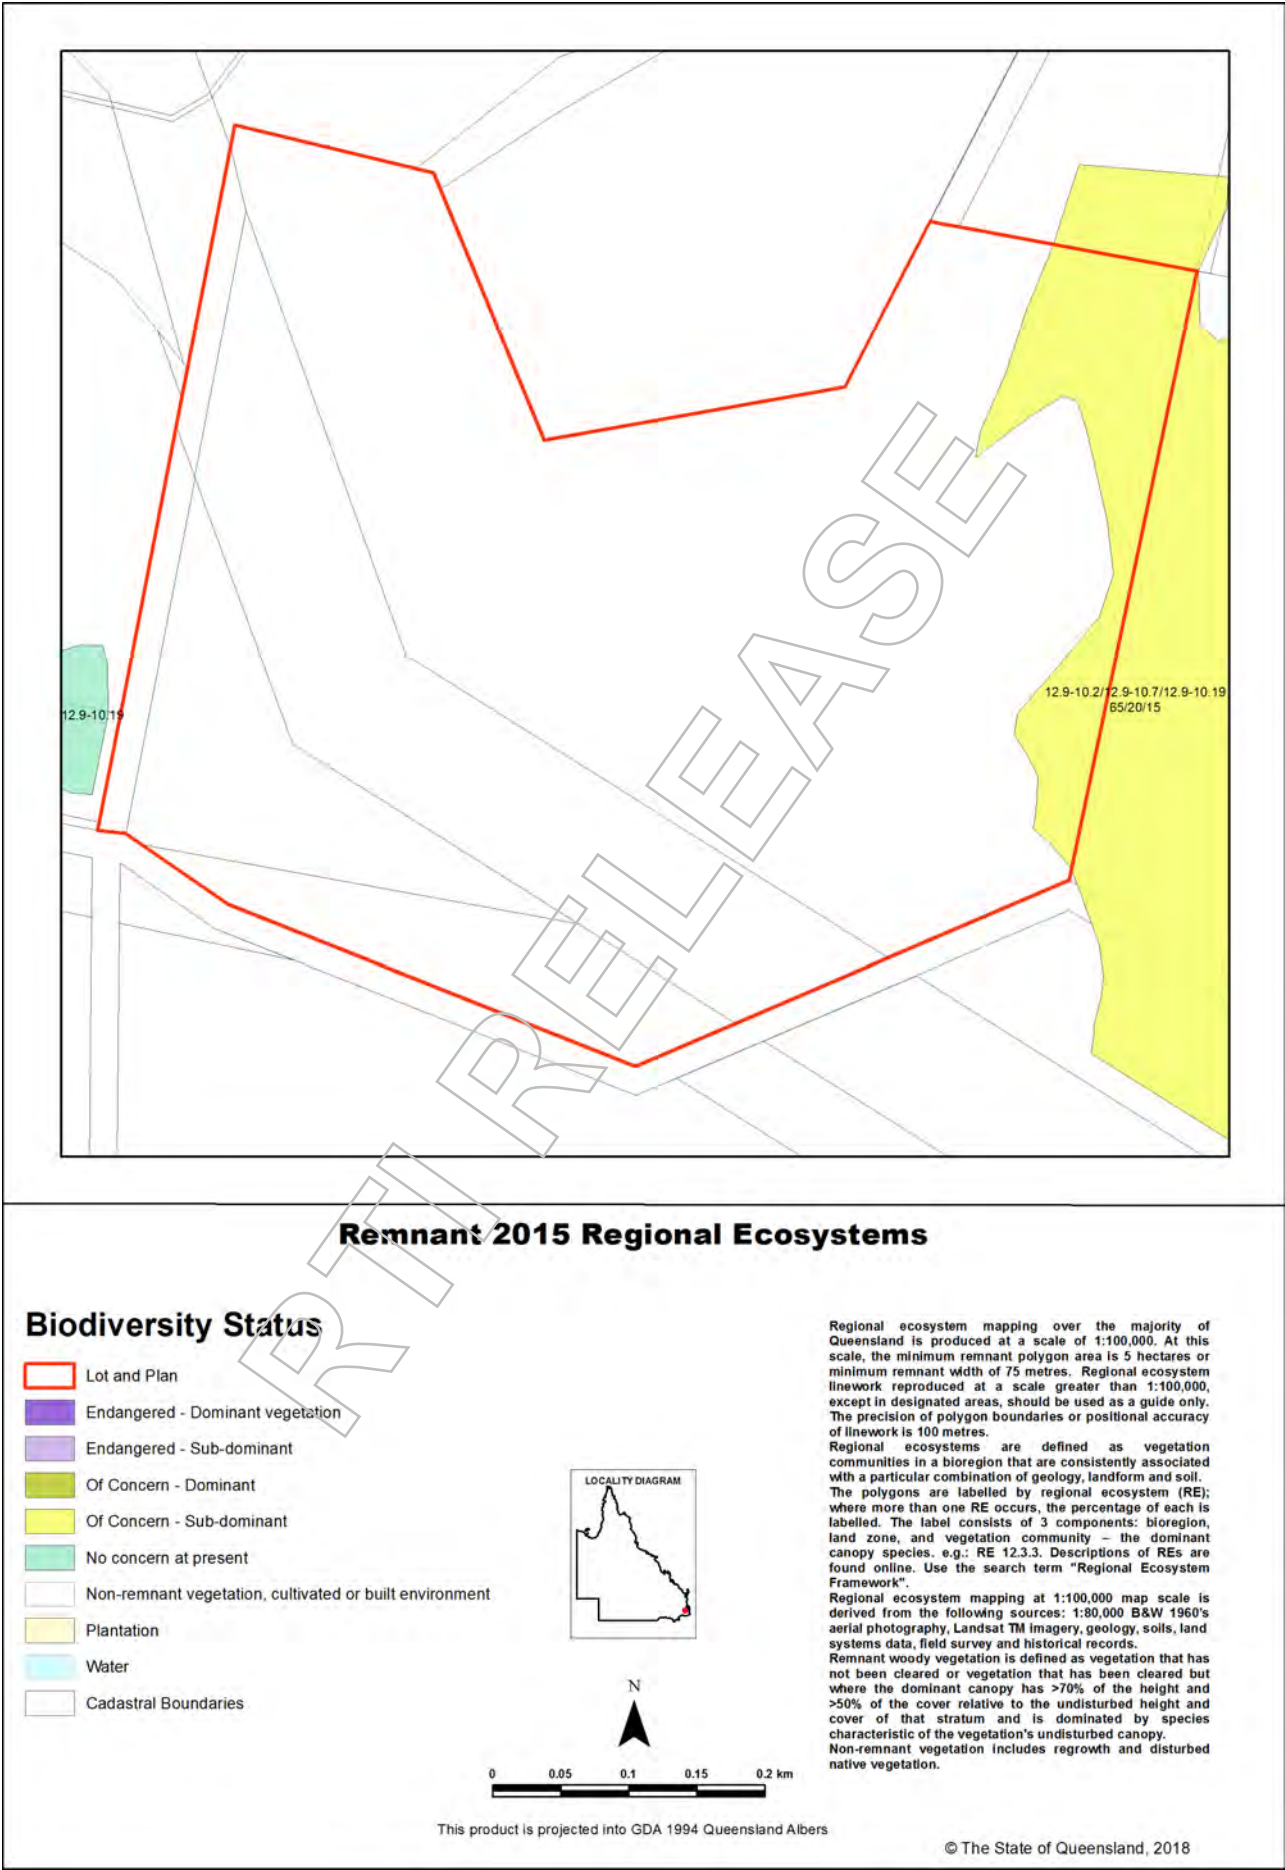 12.9-10.19
12.9-10.2/12.9-10.7/12.9-10.19
65/20/15
RTI RELEASE
Remnant 2015 Regional Ecosystems
Biodiversity Status
Lot and Plan
Endangered - Dominant vegetation
Endangered - Sub-dominant
Of Concern - Dominant
Of Concern - Sub-dominant
No concern at present
Non-remnant vegetation, cultivated or built environment
Plantation
Water
Cadastral Boundaries
LOCALITY DIAGRAM
N
0 0.05 0.1 0.15 0.2 km
This product is projected into GDA 1994 Queensland Albers
Regional ecosystem mapping over the majority of
Queensland is produced at a scale of 1:100,000. At this
scale, the minimum remnant polygon area is 5 hectares or
minimum remnant width of 75 metres. Regional ecosystem
linework reproduced at a scale greater than 1:100,000,
except in designated areas, should be used as a guide only.
The precision of polygon boundaries or positional accuracy
of linework is 100 metres.
Regional ecosystems are defined as vegetation
communities in a bioregion that are consistently associated
with a particular combination of geology, landform and soil.
The polygons are labelled by regional ecosystem (RE);
where more than one RE occurs, the percentage of each is
labelled. The label consists of 3 components: bioregion,
land zone, and vegetation community – the dominant
canopy species. e.g.: RE 12.3.3. Descriptions of REs are
found online. Use the search term "Regional Ecosystem
Framework".
Regional ecosystem mapping at 1:100,000 map scale is
derived from the following sources: 1:80,000 B&W 1960's
aerial photography, Landsat TM imagery, geology, soils, land
systems data, field survey and historical records.
Remnant woody vegetation is defined as vegetation that has
not been cleared or vegetation that has been cleared but
where the dominant canopy has >70% of the height and
>50% of the cover relative to the undisturbed height and
cover of that stratum and is dominated by species
characteristic of the vegetation's undisturbed canopy.
Non-remnant vegetation includes regrowth and disturbed
native vegetation.
© The State of Queensland, 2018